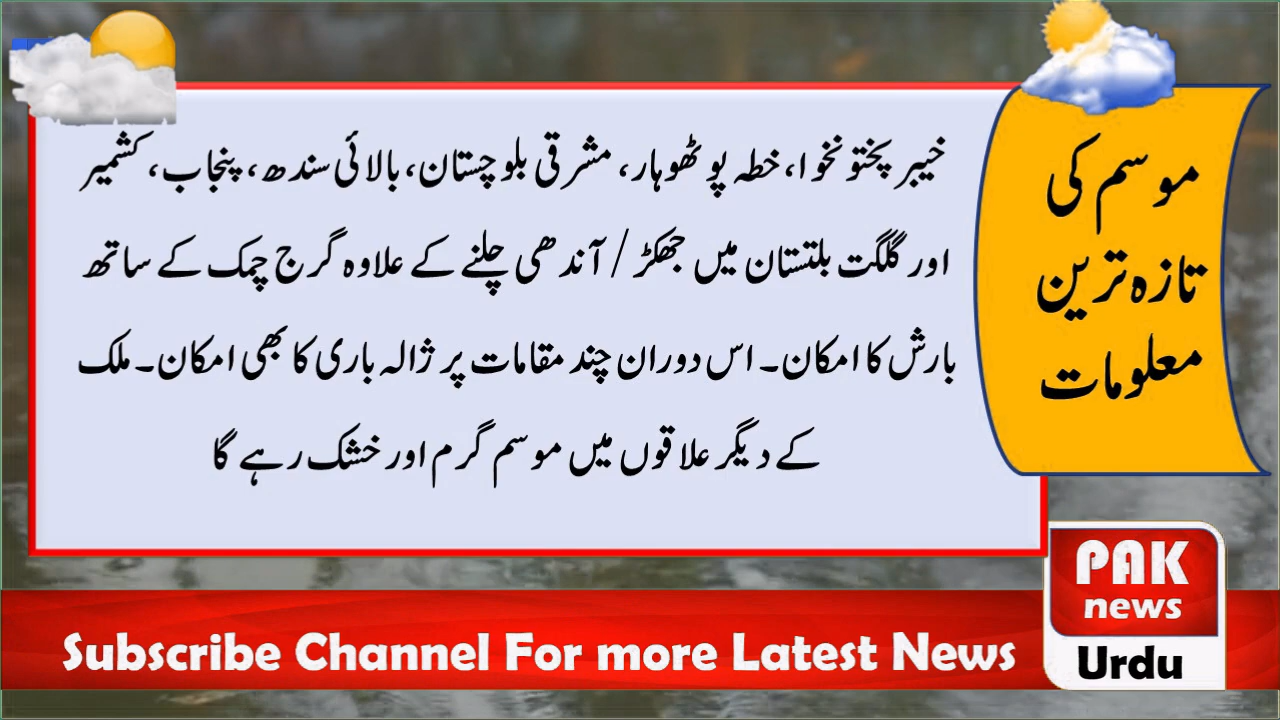 موسم کی
تازہ ترین
معلومات
خیبر پختونخوا، خطہ پوٹھوہار، مشرقی بلوچستان، بالائی سندھ، پنجاب، کشمیر
اور گلگت بلتستان میں جھکڑ / آندھی چلنے کے علاوہ گرج چمک کے ساتھ
بارش کا امکان۔ اس دوران چند مقامات پر ژالہ باری کا بھی امکان۔ ملک
کے دیگر علاقوں میں موسم گرم اور خشک رہے گا
Subscribe Channel For more Latest News
PAK
news
Urdu